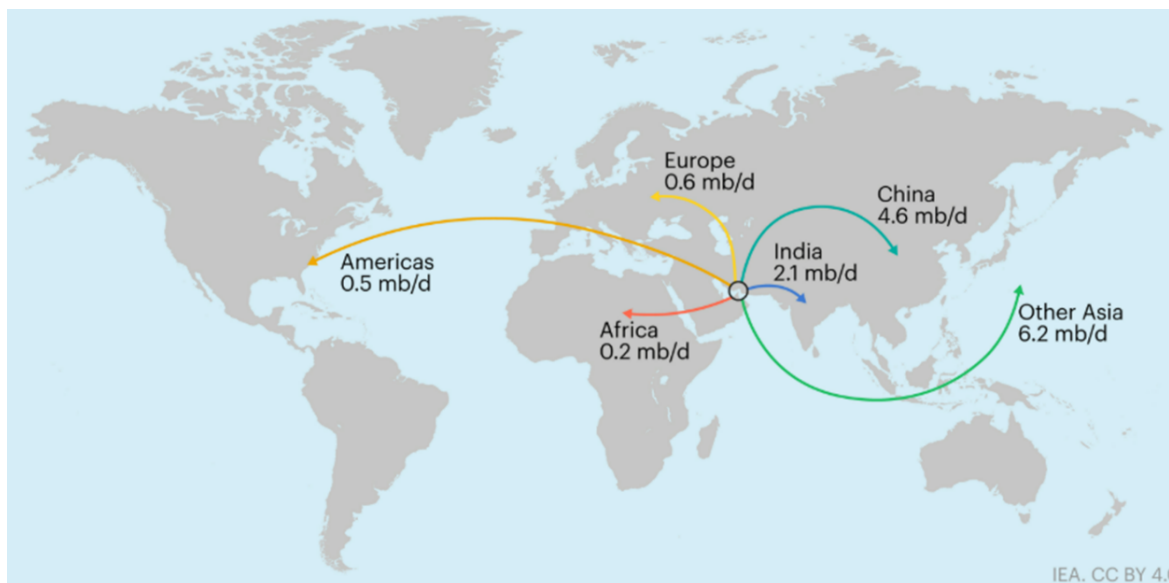 Europe
0.6 mb/d
China
4.6 mb/d
Americas
0.5 mb/d
India
2.1 mb/d
Africa
0.2 mb/d
Other Asia
6.2 mb/d
IEA. CC BY 4.